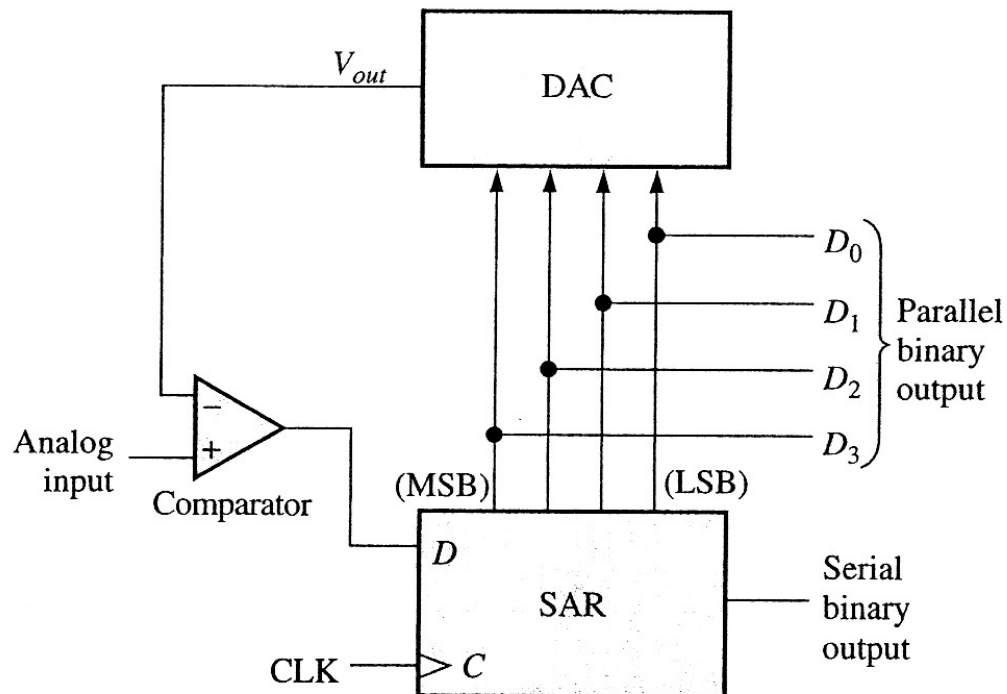 V_out
DAC
D_0
D_1
D_2
D_3
Parallel
binary
output
−
+
Analog
input
Comparator
(MSB)
(LSB)
D
SAR
CLK
C
Serial
binary
output